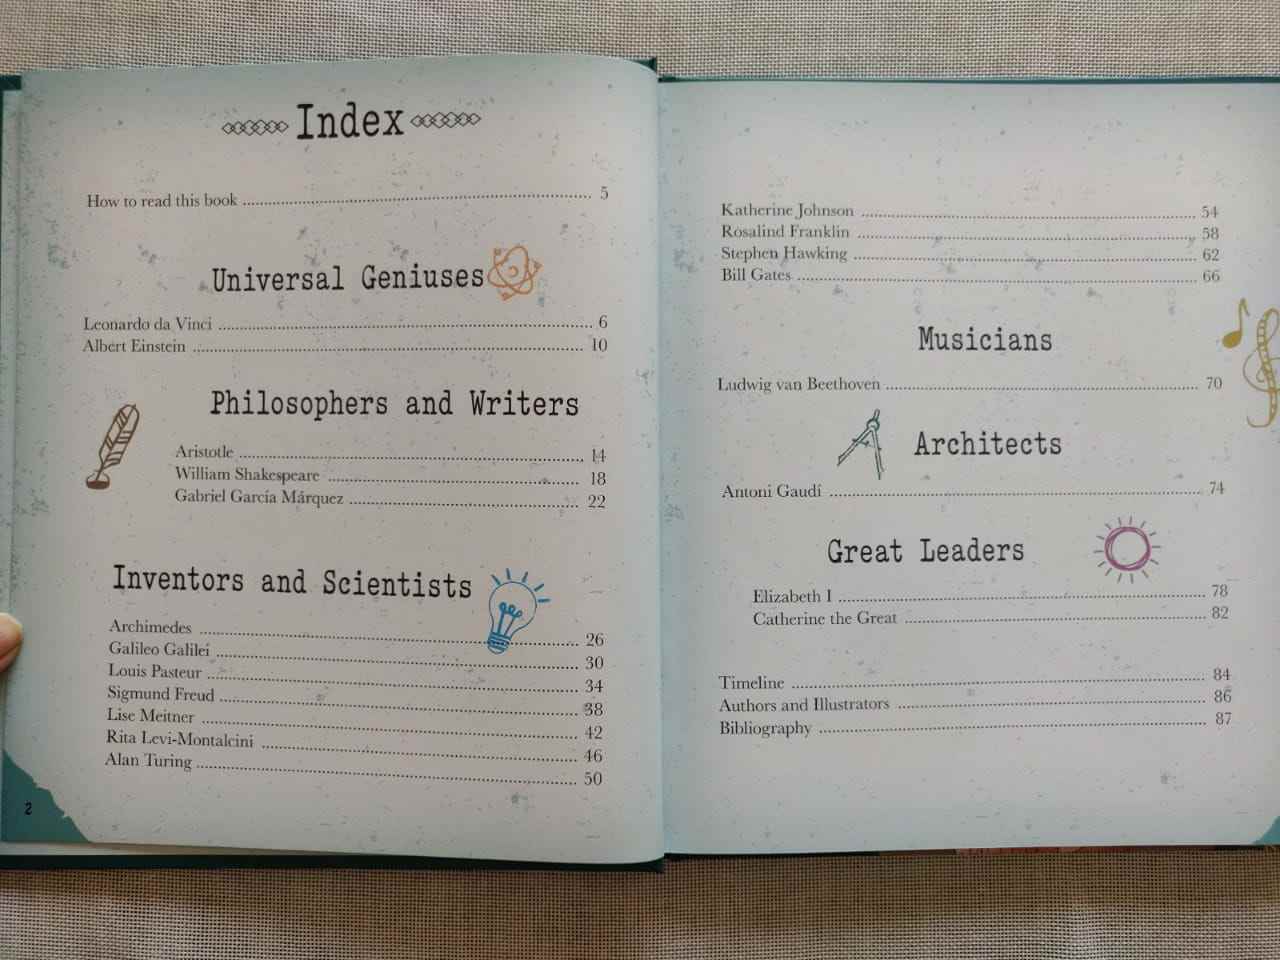 Index
How to read this book 5
Universal Geniuses
Leonardo da Vinci 6
Albert Einstein 10
Philosophers and Writers
Aristotle 14
William Shakespeare 18
Gabriel García Márquez 22
Inventors and Scientists
Archimedes 26
Galileo Galilei 30
Louis Pasteur 34
Sigmund Freud 38
Lise Meitner 42
Rita Levi-Montalcini 46
Alan Turing 50
2
Katherine Johnson 54
Rosalind Franklin 58
Stephen Hawking 62
Bill Gates 66
Musicians
Ludwig van Beethoven 70
Architects
Antoni Gaudí 74
Great Leaders
Elizabeth I 78
Catherine the Great 82
Timeline 84
Authors and Illustrators 86
Bibliography 87